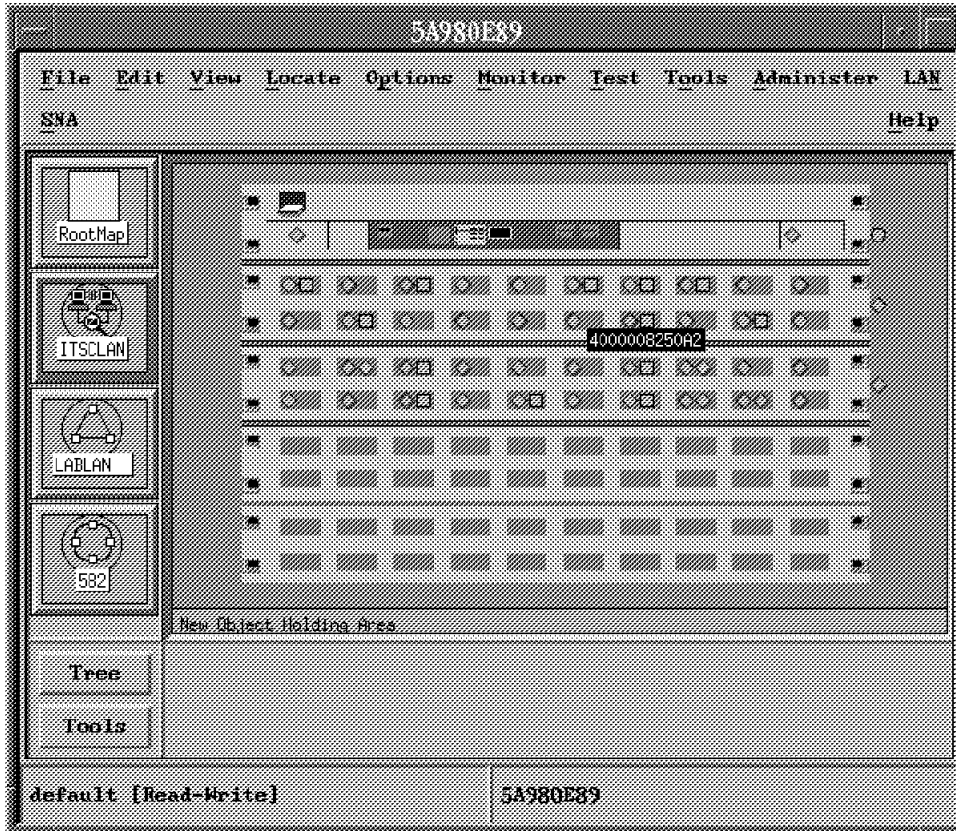 5A980E89
File Edit View Locate Options Monitor Test Tools Administer LAN
SNA Help
RootMap
ITSCLAN
4000008250A2
LABLAN
582
New Object Holding Area
Tree
Tools
default [Read-Write] 5A980E89